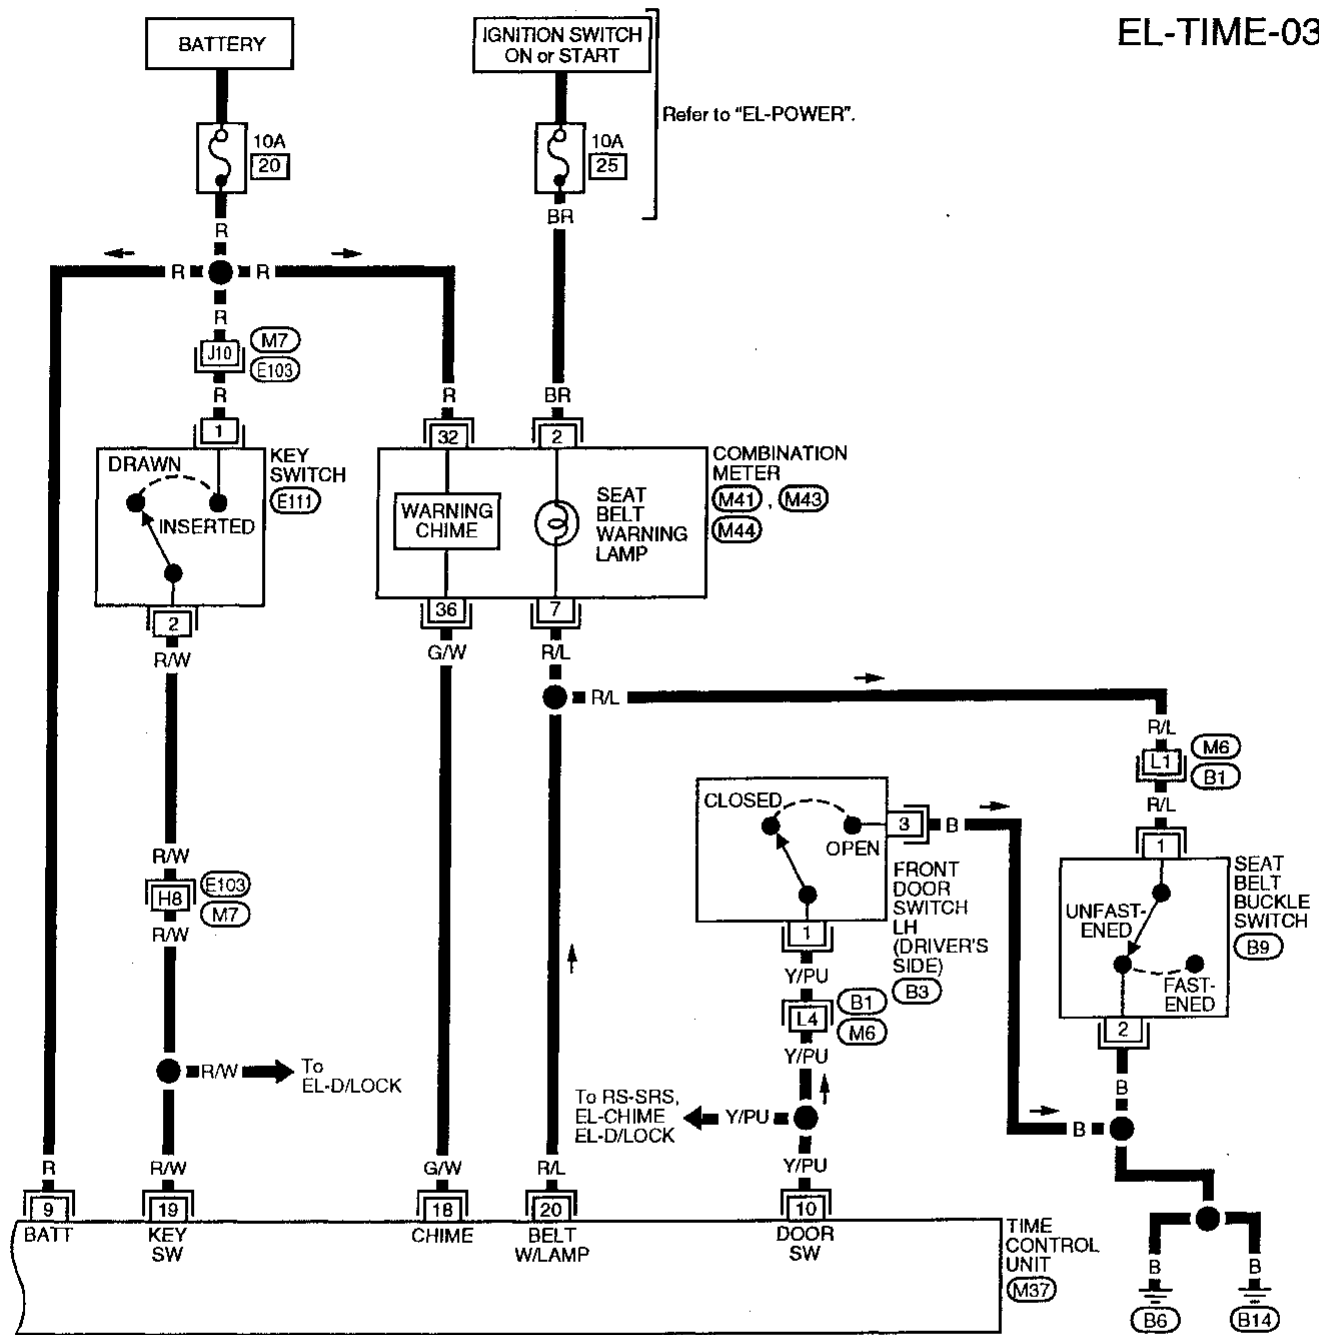 EL-TIME-03
BATTERY
IGNITION SWITCH
ON or START
Refer to "EL-POWER".
10A
20
10A
25
R
BR
R
R
R
J10
M7
E103
R
R
BR
1
32
2
DRAWN
INSERTED
KEY
SWITCH
E111
WARNING
CHIME
SEAT
BELT
WARNING
LAMP
COMBINATION
METER
M41 , M43
M44
2
36
7
R/W
G/W
R/L
R/L
R/L
L1
M6
B1
R/L
CLOSED
OPEN
3
B
1
R/W
H8
E103
M7
R/W
FRONT
DOOR
SWITCH
LH
(DRIVER'S
SIDE)
B3
1
UNFAST-
ENED
FAST-
ENED
SEAT
BELT
BUCKLE
SWITCH
B9
Y/PU
L4
B1
M6
Y/PU
2
B
R/W
To
EL-D/LOCK
To RS-SRS,
EL-CHIME
EL-D/LOCK
Y/PU
B
R
R/W
G/W
R/L
Y/PU
9
19
18
20
10
BATT
KEY
SW
CHIME
BELT
W/LAMP
DOOR
SW
TIME
CONTROL
UNIT
M37
B
B
B6
B14